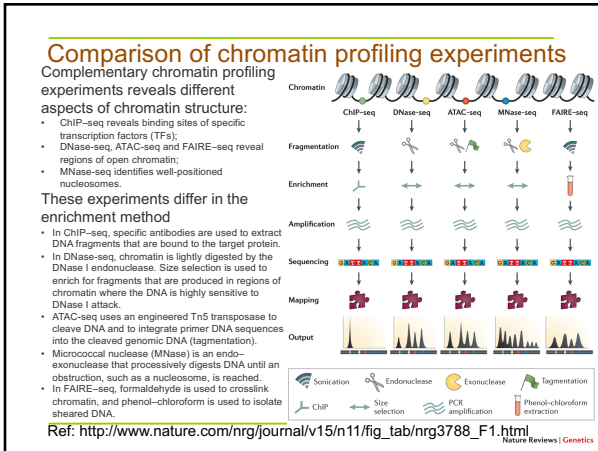 Comparison of chromatin profiling experiments
Complementary chromatin profiling
experiments reveals different
aspects of chromatin structure:
• ChIP–seq reveals binding sites of specific
transcription factors (TFs);
• DNase-seq, ATAC-seq and FAIRE–seq reveal
regions of open chromatin;
• MNase-seq identifies well-positioned
nucleosomes.
These experiments differ in the
enrichment method
• In ChIP–seq, specific antibodies are used to extract
DNA fragments that are bound to the target protein.
• In DNase-seq, chromatin is lightly digested by the
DNase I endonuclease. Size selection is used to
enrich for fragments that are produced in regions of
chromatin where the DNA is highly sensitive to
DNase I attack.
• ATAC-seq uses an engineered Tn5 transposase to
cleave DNA and to integrate primer DNA sequences
into the cleaved genomic DNA (tagmentation).
• Micrococcal nuclease (MNase) is an endo–
exonuclease that processively digests DNA until an
obstruction, such as a nucleosome, is reached.
• In FAIRE–seq, formaldehyde is used to crosslink
chromatin, and phenol–chloroform is used to isolate
sheared DNA.
Chromatin
ChIP–seq DNase-seq ATAC-seq MNase-seq FAIRE-seq
Fragmentation
Enrichment
Amplification
Sequencing GATTACA GATTACA GATTACA GATTACA GATTACA
Mapping
Output
Sonication Endonuclease Exonuclease Tagmentation
ChIP Size selection PCR amplification Phenol–chloroform extraction
Ref: http://www.nature.com/nrg/journal/v15/n11/fig_tab/nrg3788_F1.html
Nature Reviews | Genetics